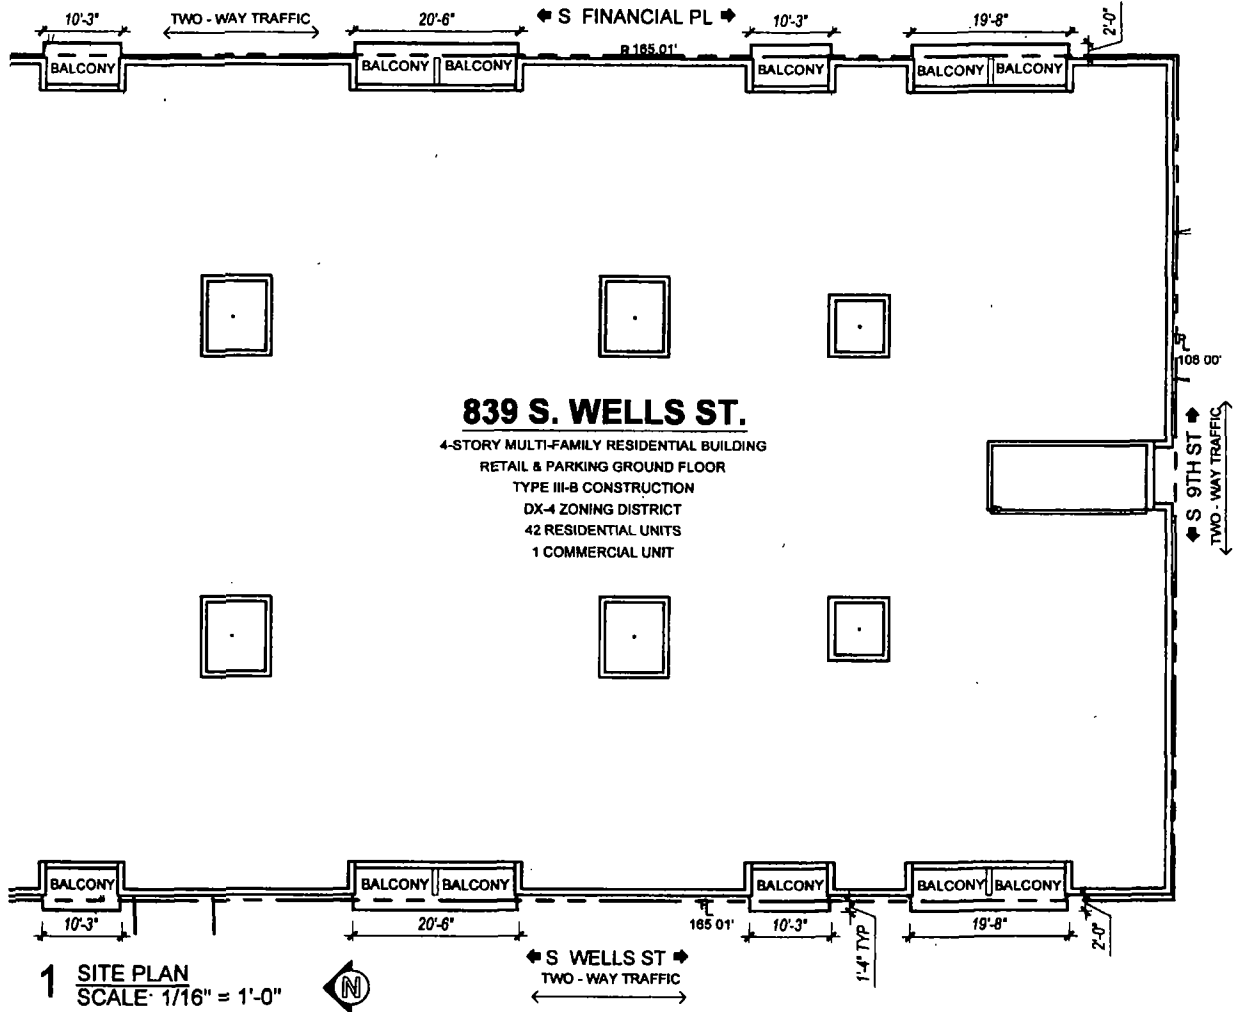 10'-3" TWO - WAY TRAFFIC 20'-6" S FINANCIAL PL 10'-3" 19'-8" 2'-0"
165.01'
BALCONY BALCONY BALCONY BALCONY BALCONY BALCONY
108 00'
839 S. WELLS ST.
4-STORY MULTI-FAMILY RESIDENTIAL BUILDING
RETAIL & PARKING GROUND FLOOR
TYPE III-B CONSTRUCTION
DX-4 ZONING DISTRICT
42 RESIDENTIAL UNITS
1 COMMERCIAL UNIT
S 9TH ST
TWO - WAY TRAFFIC
BALCONY BALCONY BALCONY BALCONY BALCONY BALCONY
10'-3" 20'-6" 165 01' 10'-3" 1'-4" TYP 19'-8" 2'-0"
S WELLS ST
TWO - WAY TRAFFIC
1 SITE PLAN
SCALE: 1/16" = 1'-0"
N